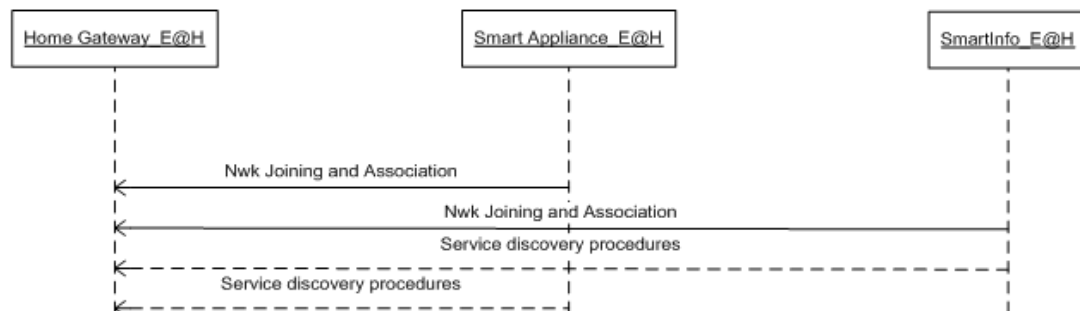 Home Gateway_E@H
Smart Appliance_E@H
SmartInfo_E@H
Nwk Joining and Association
Nwk Joining and Association
Service discovery procedures
Service discovery procedures